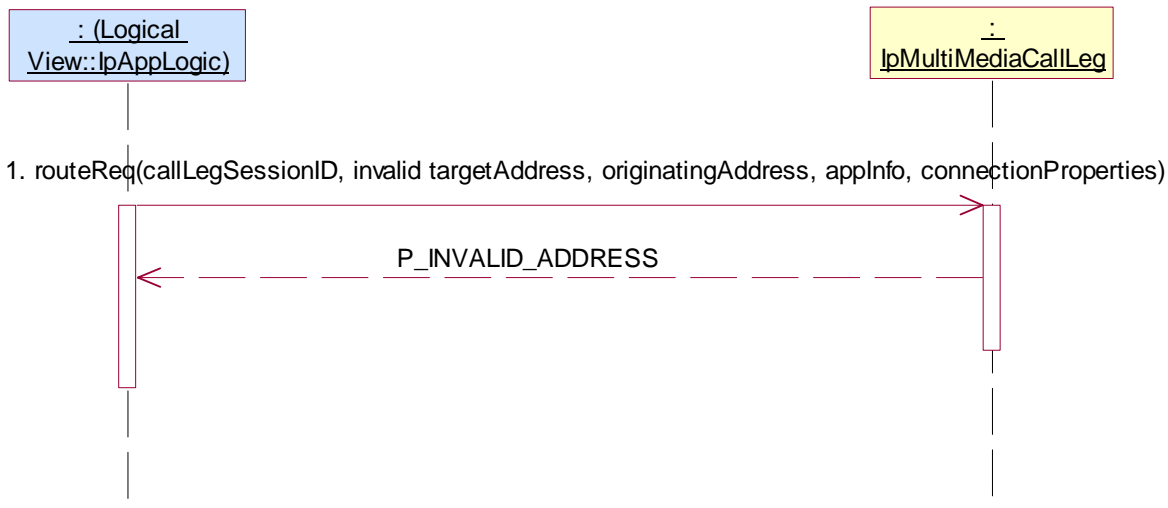 : (Logical
View::IpAppLogic)
:
IpMultiMediaCallLeg
1. routeReq(callLegSessionID, invalid targetAddress, originatingAddress, appInfo, connectionProperties)
P_INVALID_ADDRESS